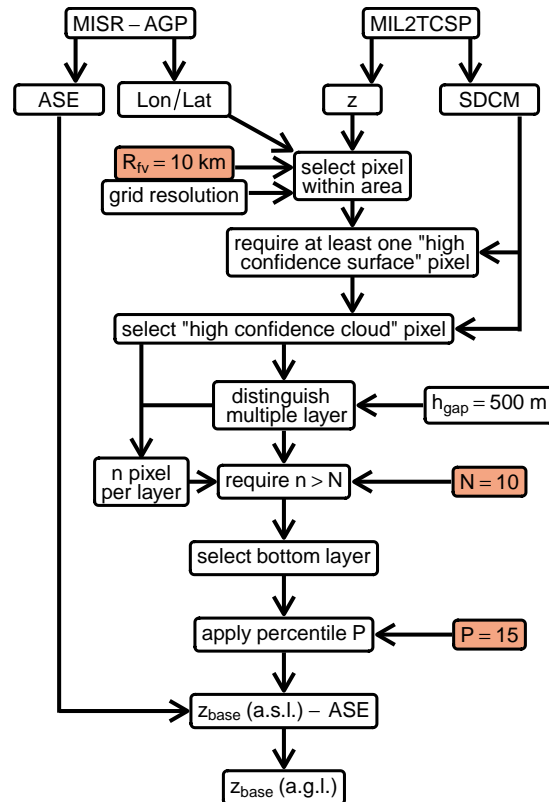 MISR – AGP
MIL2TCSP
ASE
Lon/Lat
z
SDCM
R_fv = 10 km
grid resolution
select pixel
within area
require at least one "high
confidence surface" pixel
select "high confidence cloud" pixel
distinguish
multiple layer
h_gap = 500 m
n pixel
per layer
require n > N
N = 10
select bottom layer
apply percentile P
P = 15
z_base (a.s.l.) – ASE
z_base (a.g.l.)